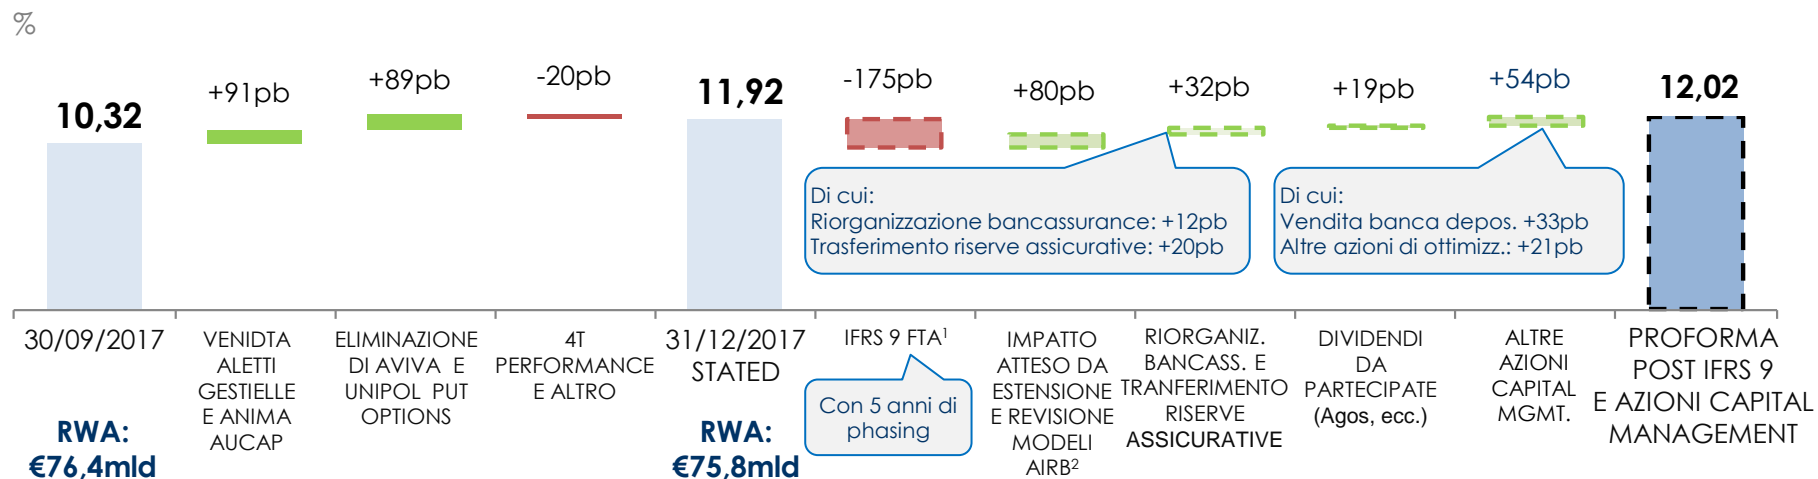 %
10,32
+91pb
+89pb
-20pb
11,92
-175pb
+80pb
+32pb
+19pb
+54pb
12,02
Di cui:
Riorganizzazione bancassurance: +12pb
Trasferimento riserve assicurative: +20pb
Di cui:
Vendita banca depos. +33pb
Altre azioni di ottimizz.: +21pb
30/09/2017
RWA:
€76,4mld
VENIDTA
ALETTI
GESTIELLE
E ANIMA
AUCAP
ELIMINAZIONE
DI AVIVA E
UNIPOL PUT
OPTIONS
4T
PERFORMANCE
E ALTRO
31/12/2017
STATED
RWA:
€75,8mld
IFRS 9 FTA1
Con 5 anni di
phasing
IMPATTO
ATTESO DA
ESTENSIONE
E REVISIONE
MODELI
AIRB2
RIORGANIZ.
BANCASS. E
TRANFERIMENTO
RISERVE
ASSICURATIVE
DIVIDENDI
DA
PARTECIPATE
(Agos, ecc.)
ALTRE
AZIONI
CAPITAL
MGMT.
PROFORMA
POST IFRS 9
E AZIONI CAPITAL
MANAGEMENT